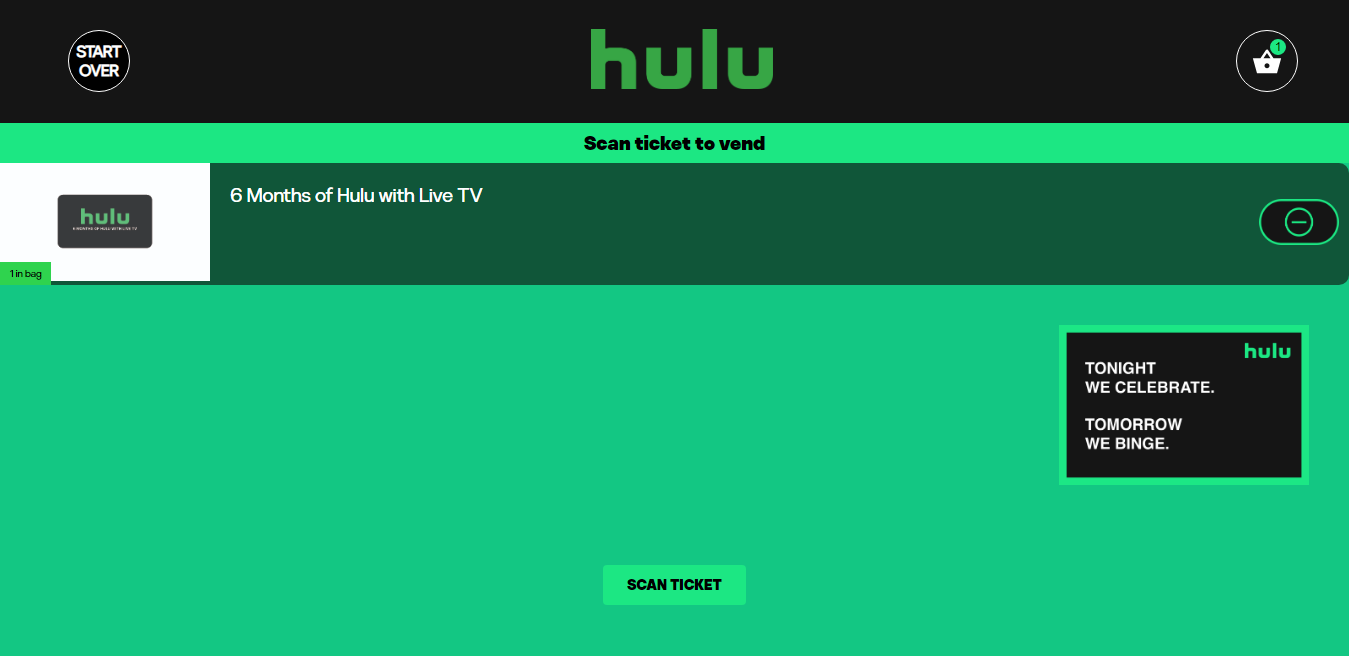 START
OVER
hulu
1
Scan ticket to vend
hulu
6 MONTHS OF HULU WITH LIVE TV
6 Months of Hulu with Live TV
1 in bag
hulu
TONIGHT
WE CELEBRATE.
TOMORROW
WE BINGE.
SCAN TICKET